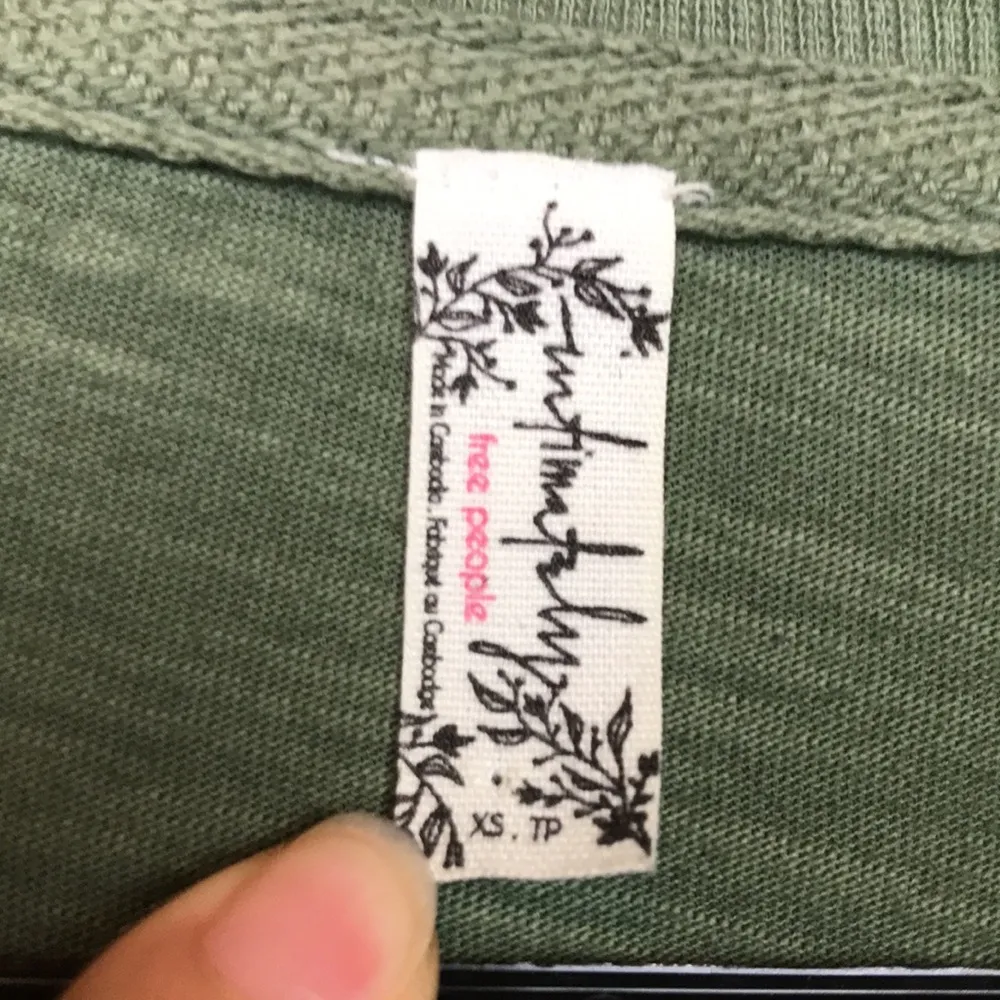 Intimately
free people
Made in Cambodia. Fabriqué au Cambodge
XS . TP